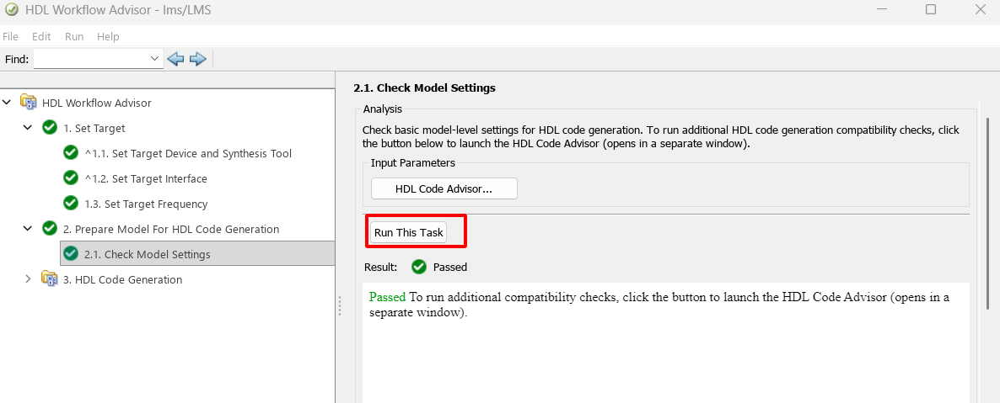 HDL Workflow Advisor - lms/LMS
File Edit Run Help
Find:
HDL Workflow Advisor
1. Set Target
^1.1. Set Target Device and Synthesis Tool
^1.2. Set Target Interface
1.3. Set Target Frequency
2. Prepare Model For HDL Code Generation
2.1. Check Model Settings
3. HDL Code Generation
2.1. Check Model Settings
Analysis
Check basic model-level settings for HDL code generation. To run additional HDL code generation compatibility checks, click
the button below to launch the HDL Code Advisor (opens in a separate window).
Input Parameters
HDL Code Advisor...
Run This Task
Result: Passed
Passed To run additional compatibility checks, click the button to launch the HDL Code Advisor (opens in a
separate window).